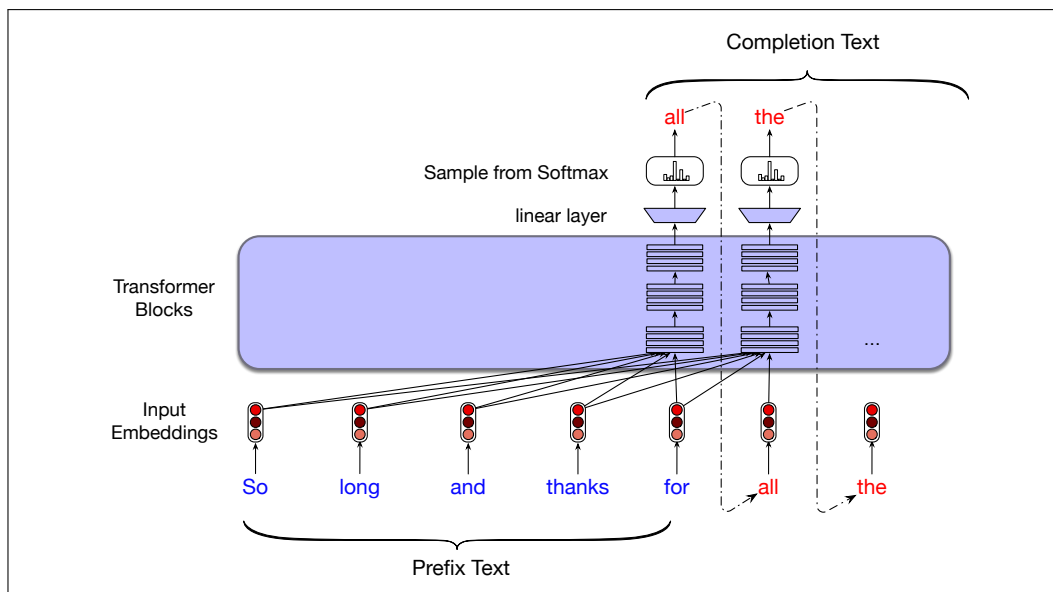 Completion Text
all the
Sample from Softmax
linear layer
Transformer
Blocks
...
Input
Embeddings
So long and thanks for all the
Prefix Text